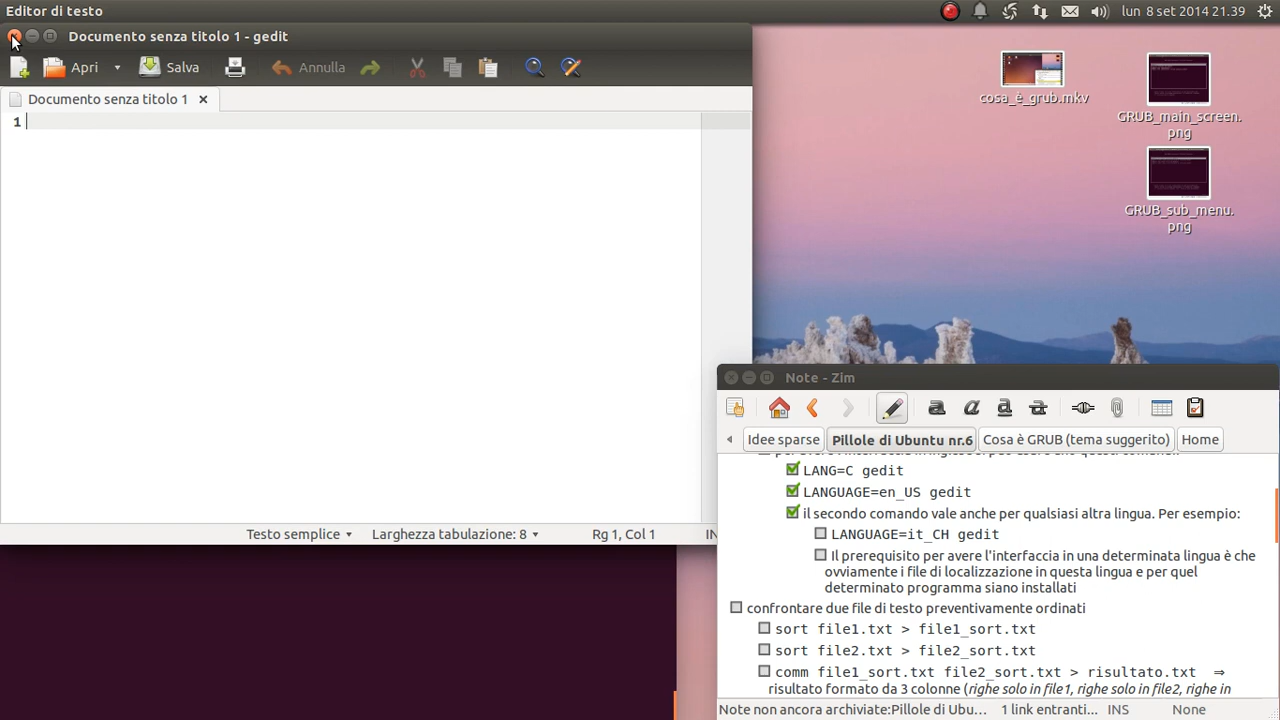 Editor di testo
lun 8 set 2014 21.39
Documento senza titolo 1 - gedit
Apri
Salva
Annulla
Documento senza titolo 1
1
Testo semplice
Larghezza tabulazione: 8
Rg 1, Col 1
cosa_è_grub.mkv
GRUB_main_screen.
png
GRUB_sub_menu.
png
Note - Zim
Idee sparse
Pillole di Ubuntu nr.6
Cosa è GRUB (tema suggerito)
Home
LANG=C gedit
LANGUAGE=en_US gedit
il secondo comando vale anche per qualsiasi altra lingua. Per esempio:
LANGUAGE=it_CH gedit
Il prerequisito per avere l'interfaccia in una determinata lingua è che
ovviamente i file di localizzazione in questa lingua e per quel
determinato programma siano installati
confrontare due file di testo preventivamente ordinati
sort file1.txt > file1_sort.txt
sort file2.txt > file2_sort.txt
comm file1_sort.txt file2_sort.txt > risultato.txt ⇒
risultato formato da 3 colonne (righe solo in file1, righe solo in file2, righe in
Note non ancora archiviate:Pillole di Ubu...
1 link entranti...
INS
None